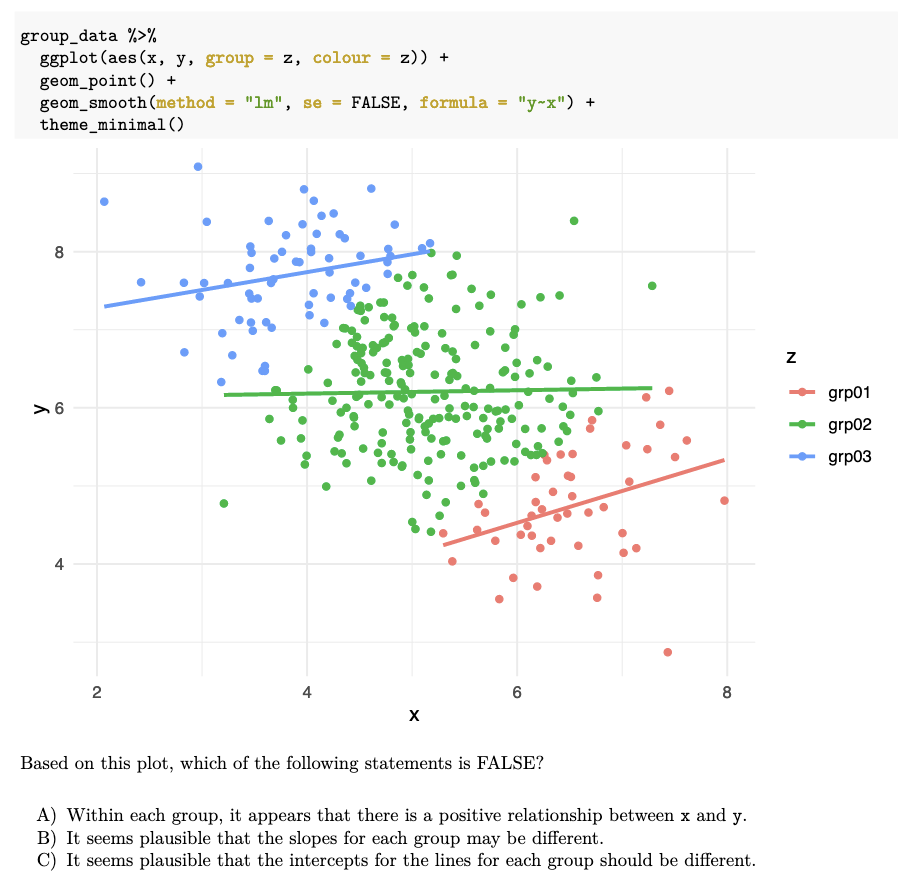 group_data %>%
ggplot(aes(x, y, group = z, colour = z)) +
geom_point() +
geom_smooth(method = "lm", se = FALSE, formula = "y~x") +
theme_minimal()
8
6
4
y
2
4
6
8
x
z
grp01
grp02
grp03
Based on this plot, which of the following statements is FALSE?
A) Within each group, it appears that there is a positive relationship between x and y.
B) It seems plausible that the slopes for each group may be different.
C) It seems plausible that the intercepts for the lines for each group should be different.